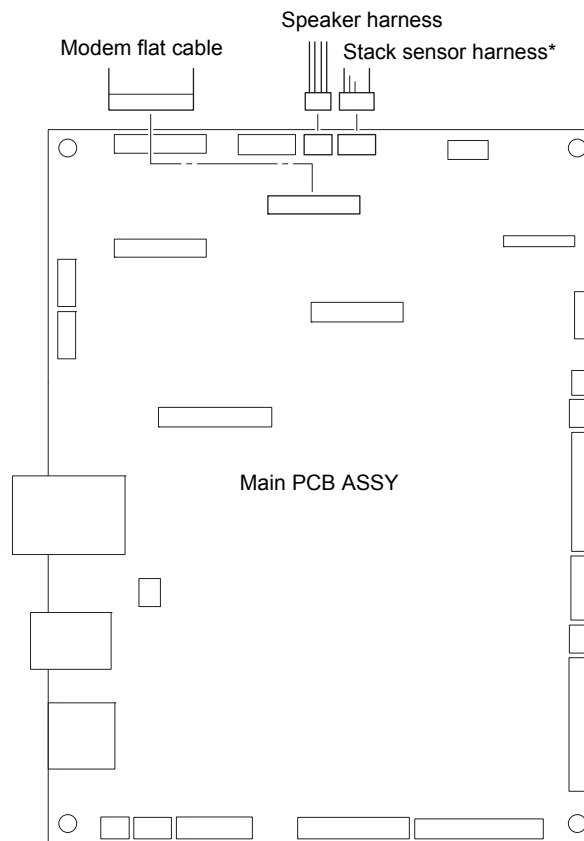 Speaker harness
Modem flat cable
Stack sensor harness*
Main PCB ASSY